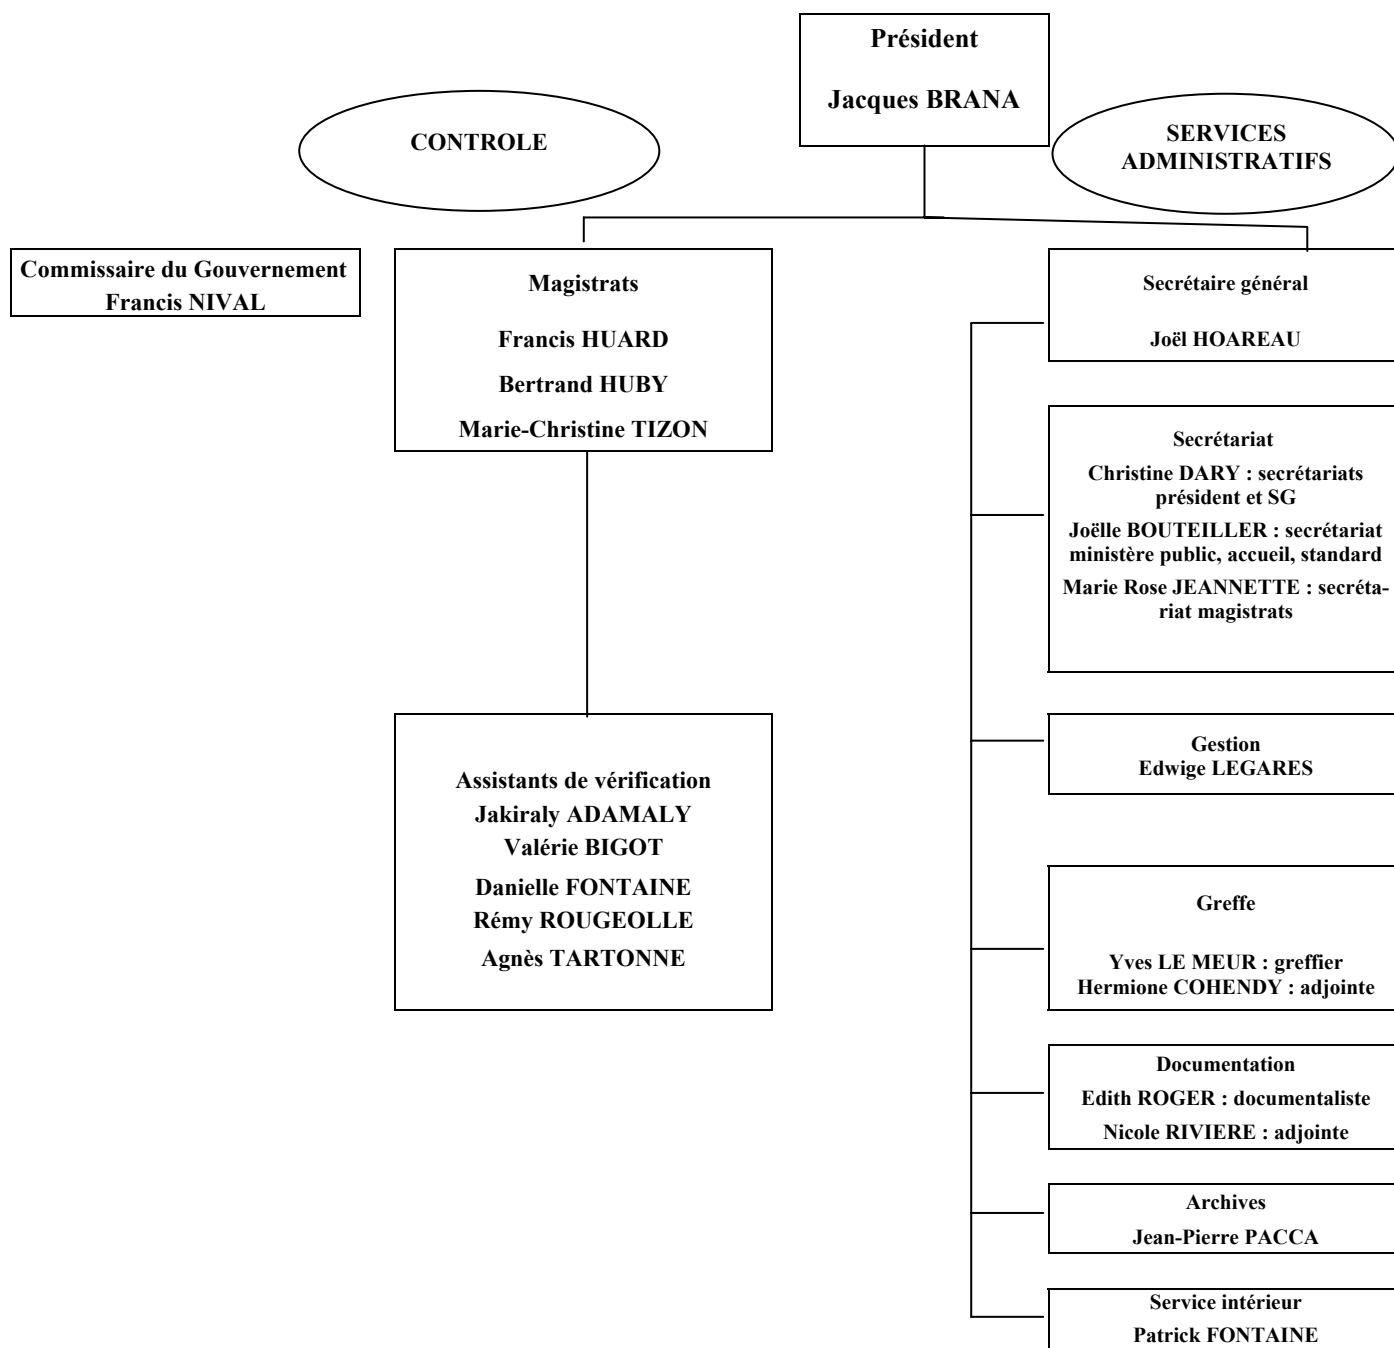 Président
Jacques BRANA
CONTROLE
SERVICES
ADMINISTRATIFS
Commissaire du Gouvernement
Francis NIVAL
Magistrats
Francis HUARD
Bertrand HUBY
Marie-Christine TIZON
Assistants de vérification
Jakiraly ADAMALY
Valérie BIGOT
Danielle FONTAINE
Rémy ROUGEOLLE
Agnès TARTONNE
Secrétaire général
Joël HOAREAU
Secrétariat
Christine DARY : secrétariats
président et SG
Joëlle BOUTEILLER : secrétariat
ministère public, accueil, standard
Marie Rose JEANNETTE : secréta-
riat magistrats
Gestion
Edwige LEGARES
Greffe
Yves LE MEUR : greffier
Hermione COHENDY : adjointe
Documentation
Edith ROGER : documentaliste
Nicole RIVIERE : adjointe
Archives
Jean-Pierre PACCA
Service intérieur
Patrick FONTAINE